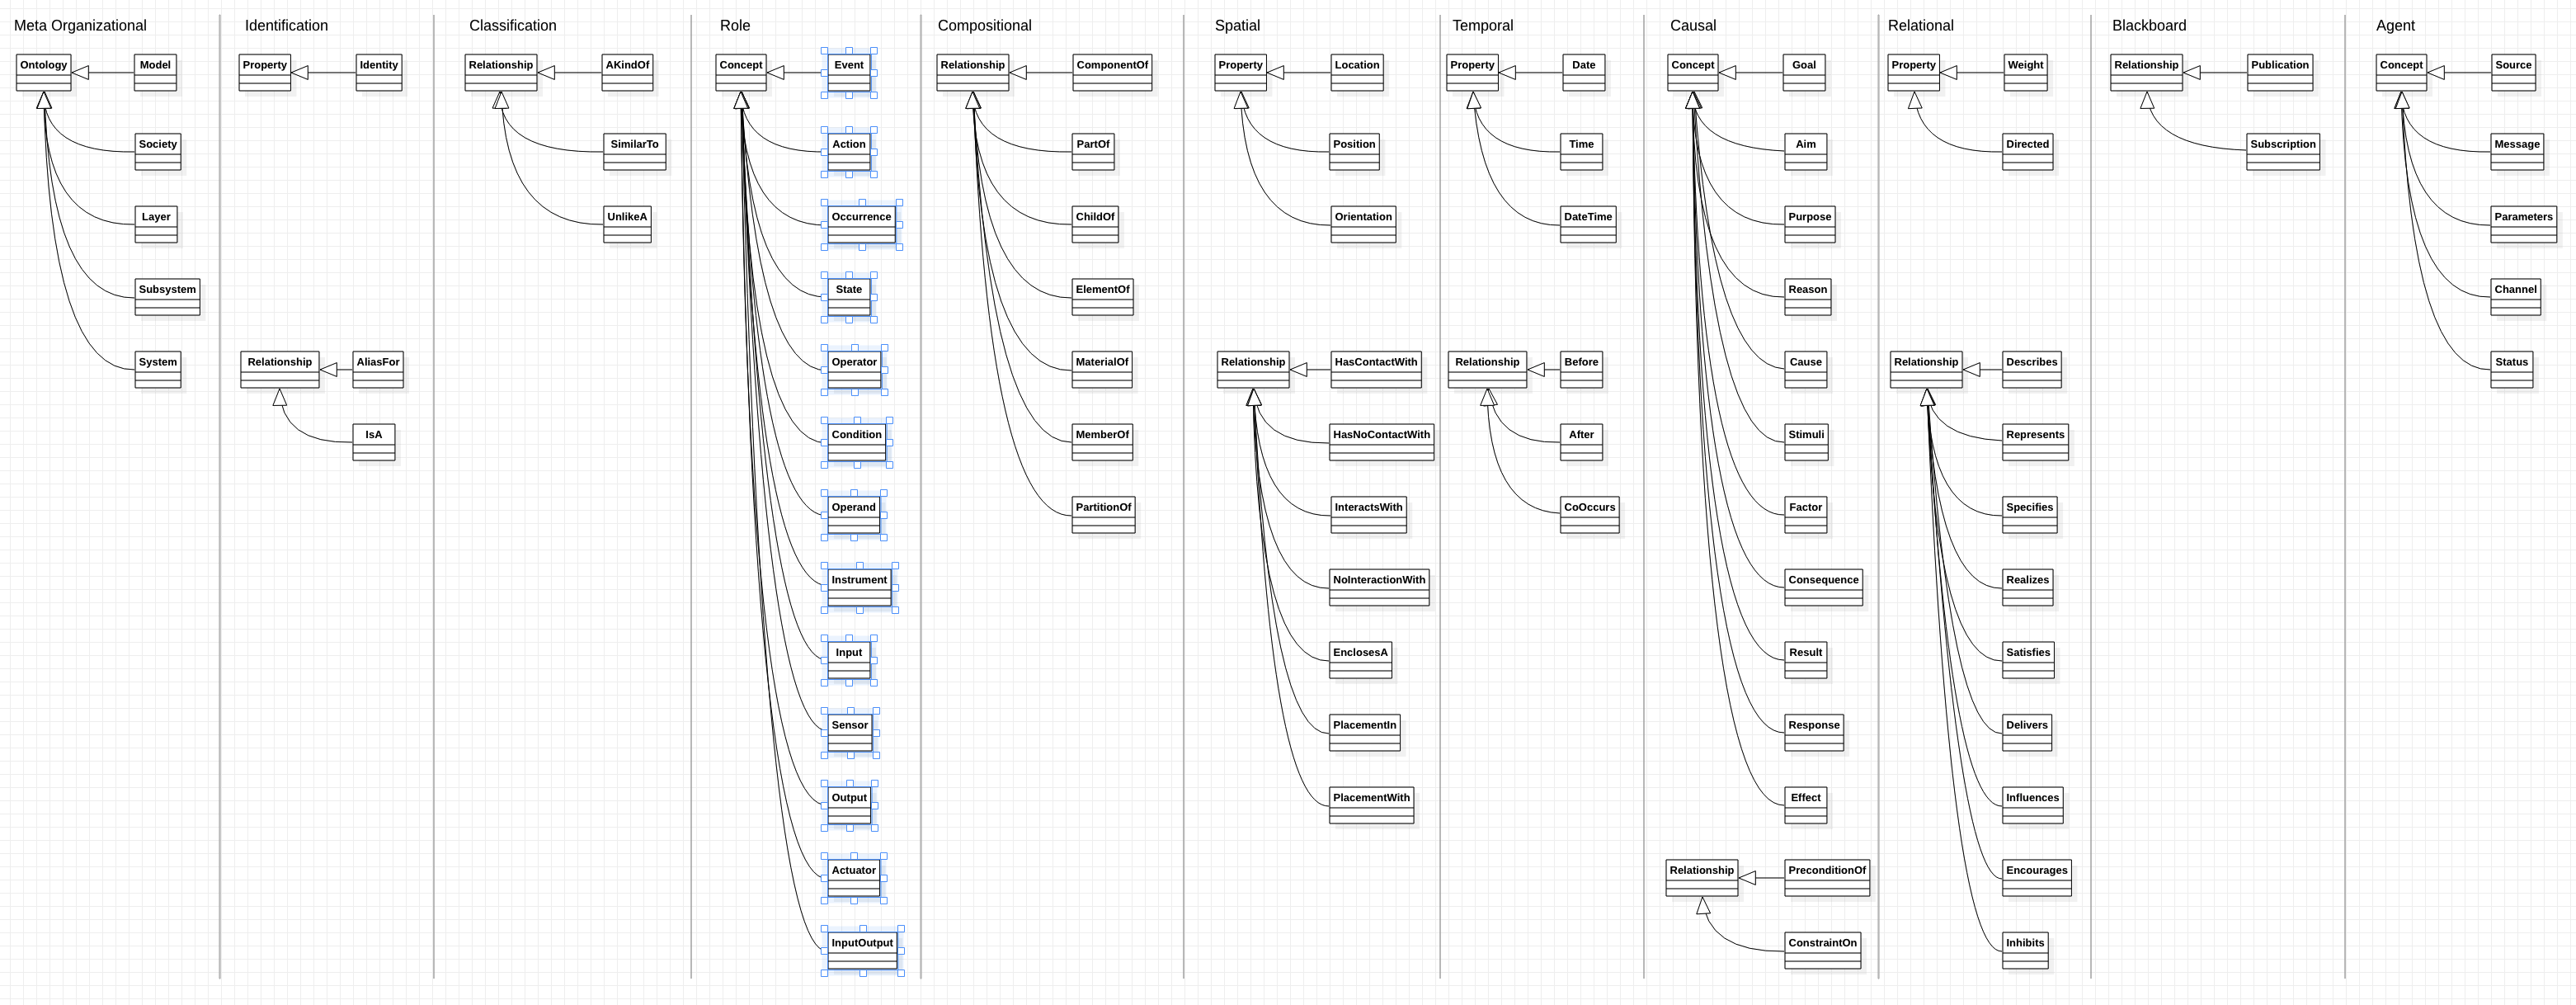 Meta Organizational
Ontology
Model
Society
Layer
Subsystem
System
Identification
Property
Identity
Relationship
AliasFor
IsA
Classification
Relationship
AKindOf
SimilarTo
UnlikeA
Role
Concept
Event
Action
Occurrence
State
Operator
Condition
Operand
Instrument
Input
Sensor
Output
Actuator
InputOutput
Compositional
Relationship
ComponentOf
PartOf
ChildOf
ElementOf
MaterialOf
MemberOf
PartitionOf
Spatial
Property
Location
Position
Orientation
Relationship
HasContactWith
HasNoContactWith
InteractsWith
NoInteractionWith
EnclosesA
PlacementIn
PlacementWith
Temporal
Property
Date
Time
DateTime
Relationship
Before
After
CoOccurs
Causal
Concept
Goal
Aim
Purpose
Reason
Cause
Stimuli
Factor
Consequence
Result
Response
Effect
Relationship
PreconditionOf
ConstraintOn
Relational
Property
Weight
Directed
Relationship
Describes
Represents
Specifies
Realizes
Satisfies
Delivers
Influences
Encourages
Inhibits
Blackboard
Relationship
Publication
Subscription
Agent
Concept
Source
Message
Parameters
Channel
Status